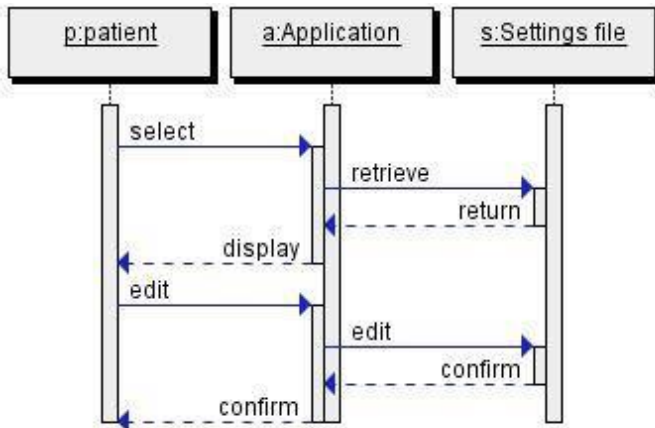 p:patient
a:Application
s:Settings file
select
retrieve
return
display
edit
edit
confirm
confirm